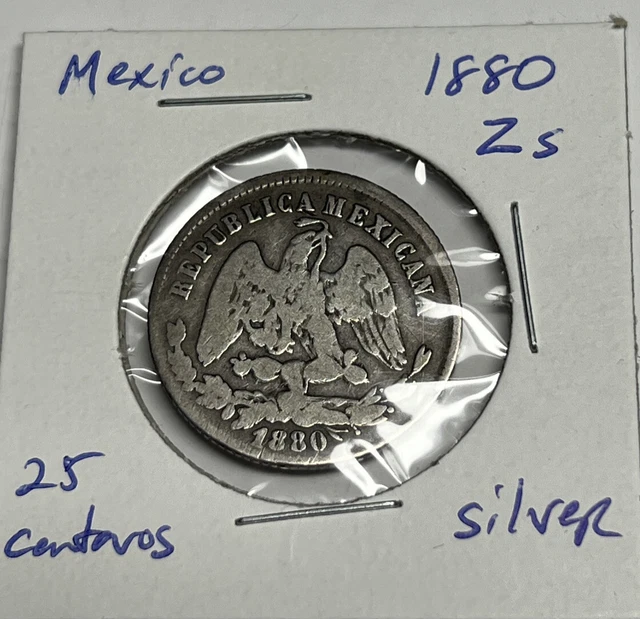 Mexico
1880
Zs
REPUBLICA MEXICANA
1880
25
centavos
silver